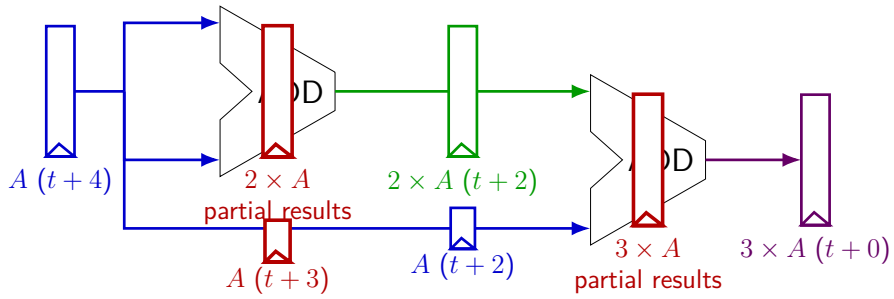 ADD
ADD
A (t + 4)
2 × A
partial results
2 × A (t + 2)
A (t + 3)
A (t + 2)
3 × A
partial results
3 × A (t + 0)